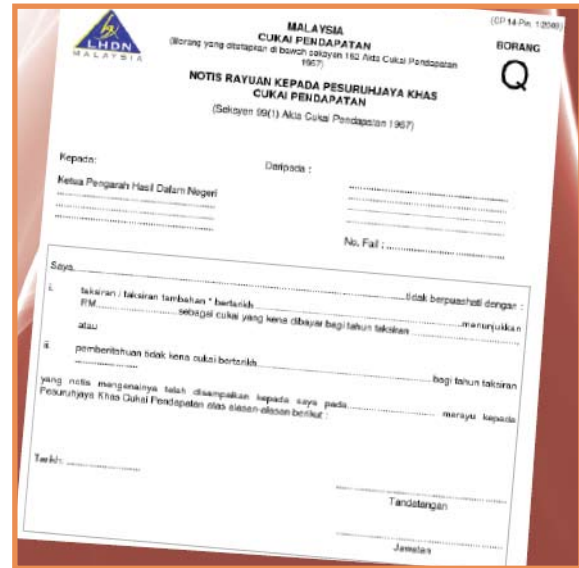 (CP 14-Pin. 1/2009)
LHDN
MALAYSIA
MALAYSIA
CUKAI PENDAPATAN
(Borang yang ditetapkan di bawah seksyen 152 Akta Cukai Pendapatan
1967)
BORANG
Q
NOTIS RAYUAN KEPADA PESURUHJAYA KHAS
CUKAI PENDAPATAN
(Seksyen 99(1) Akta Cukai Pendapatan 1967)
Kepada:
Daripada :
Ketua Pengarah Hasil Dalam Negeri
No. Fail : ........................................
Saya........................................................................tidak berpuashati dengan :
i. taksiran / taksiran tambahan * bertarikh........................................menunjukkan
RM........................sebagai cukai yang kena dibayar bagi tahun taksiran ........................
atau
ii. pemberitahuan tidak kena cukai bertarikh........................................bagi tahun taksiran
........................
yang notis mengenainya telah disampaikan kepada saya pada........................ merayu kepada
Pesuruhjaya Khas Cukai Pendapatan atas alasan-alasan berikut :
Tarikh: ........................
Tandatangan
Jawatan